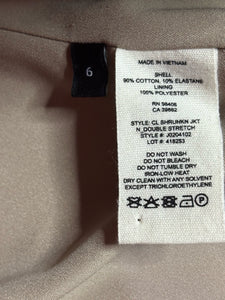 6
MADE IN VIETNAM
SHELL
90% COTTON, 10% ELASTANE
LINING
100% POLYESTER
RN 98406
CA 39882
STYLE: CL SHRUNKN JKT
N_DOUBLE STRETCH
STYLE #: J0204102
LOT #: 418253
DO NOT WASH
DO NOT BLEACH
DO NOT TUMBLE DRY
IRON-LOW HEAT
DRY CLEAN WITH ANY SOLVENT
EXCEPT TRICHLOROETHYLENE